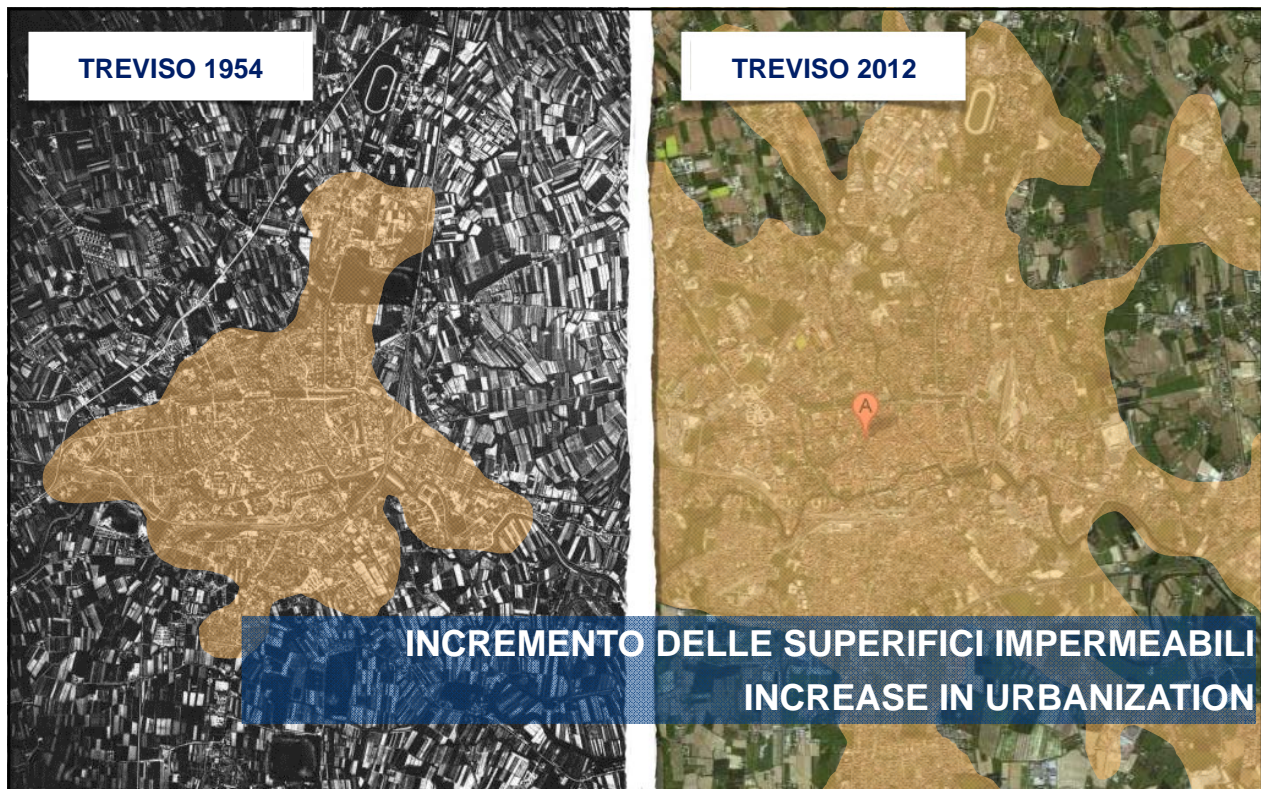 TREVISO 1954
TREVISO 2012
A
INCREMENTO DELLE SUPERIFICI IMPERMEABILI
INCREASE IN URBANIZATION